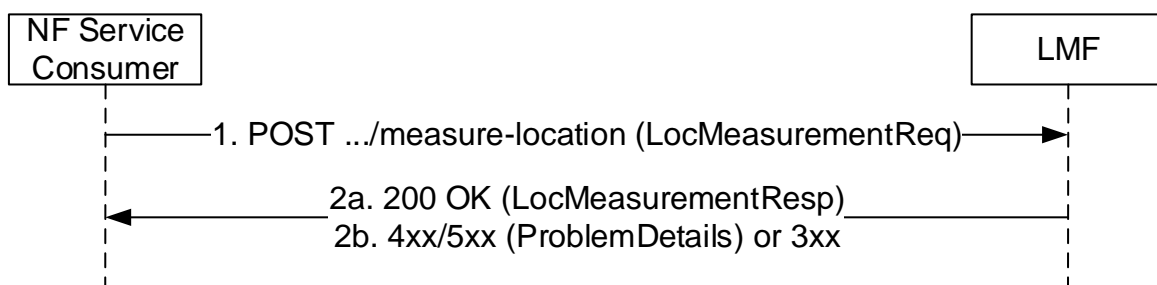 NF Service
Consumer
LMF
1. POST .../measure-location (LocMeasurementReq)
2a. 200 OK (LocMeasurementResp)
2b. 4xx/5xx (ProblemDetails) or 3xx